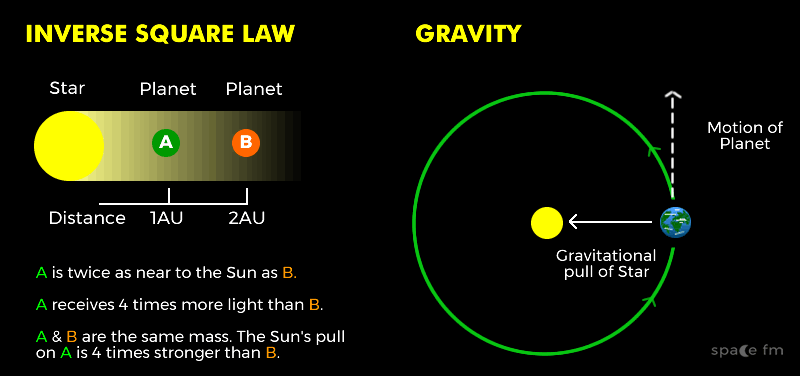 INVERSE SQUARE LAW
Star Planet Planet
A B
Distance 1AU 2AU
A is twice as near to the Sun as B.
A receives 4 times more light than B.
A & B are the same mass. The Sun's pull
on A is 4 times stronger than B.
GRAVITY
Motion of
Planet
Gravitational
pull of Star
space fm